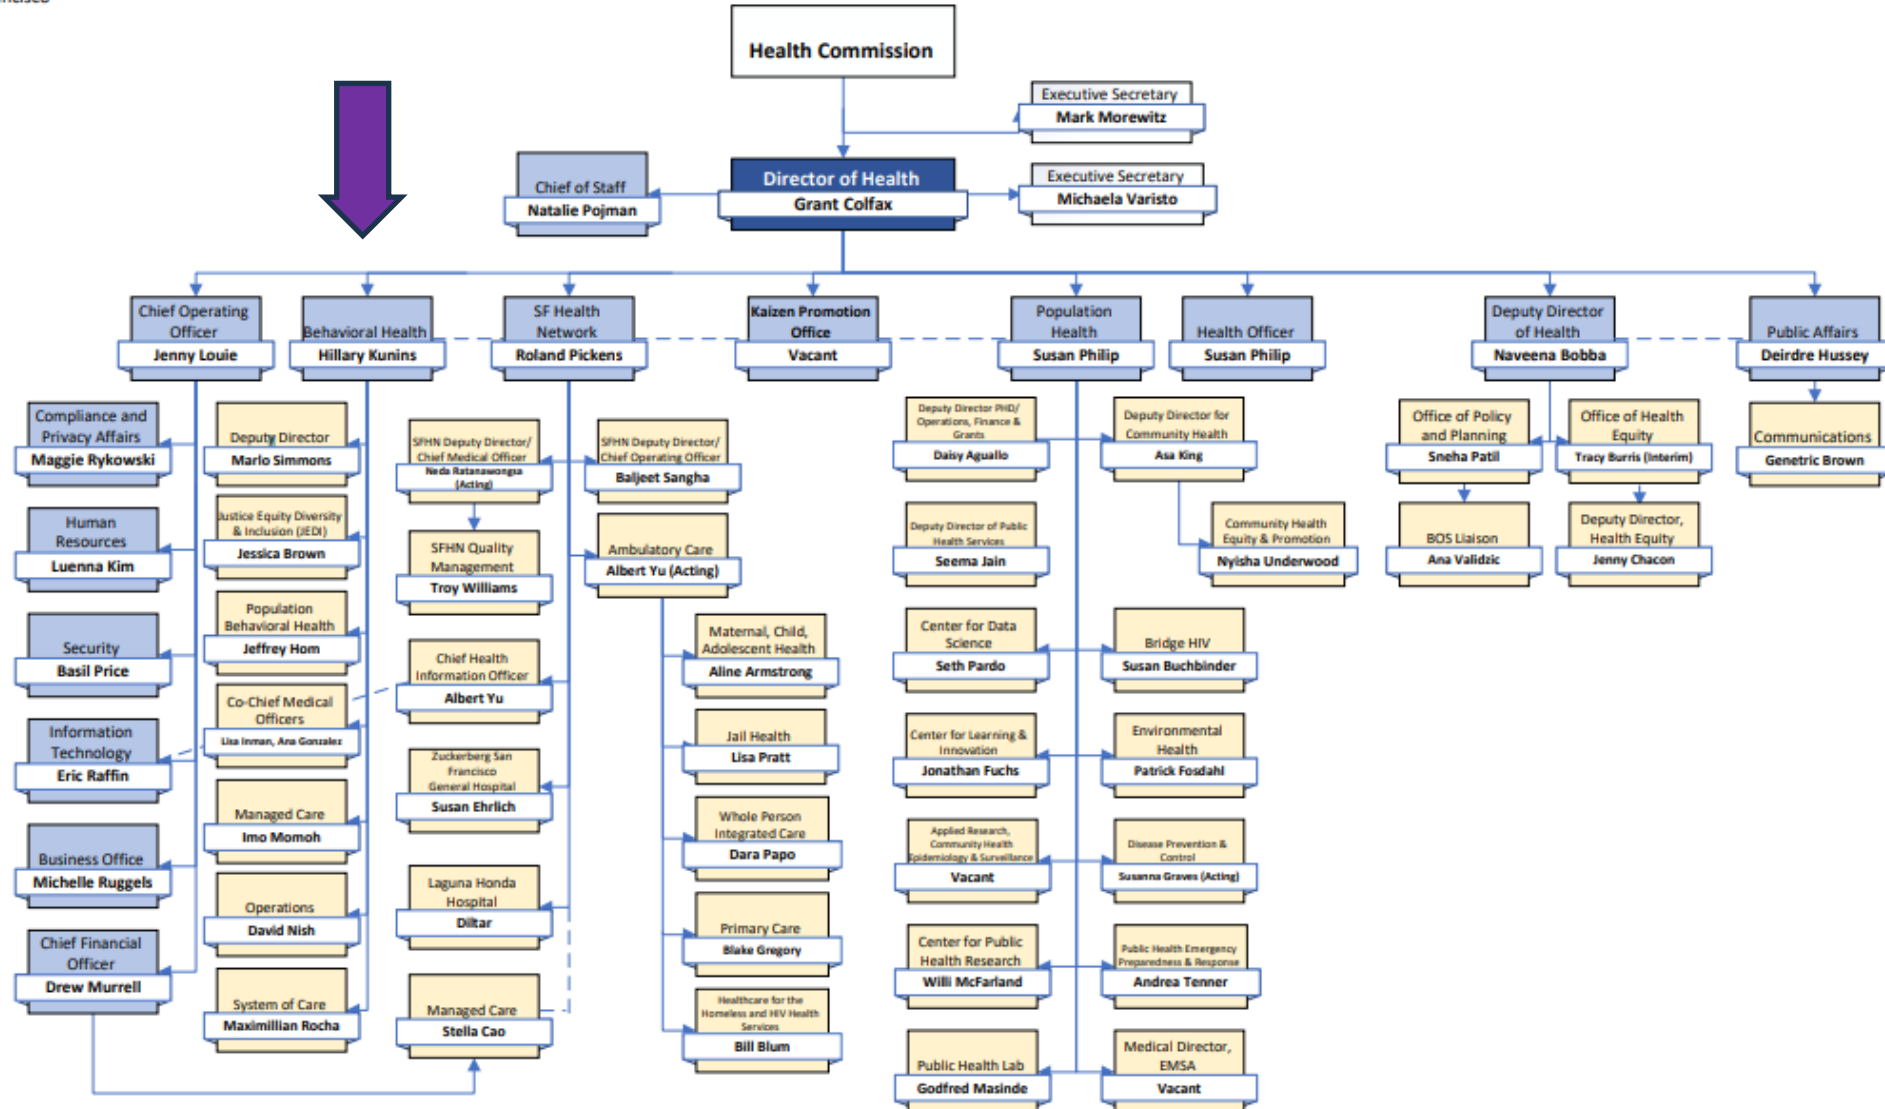 Health Commission
Executive Secretary
Mark Morewitz
Chief of Staff
Natalie Pojman
Director of Health
Grant Colfax
Executive Secretary
Michaela Varisto
Chief Operating
Officer
Jenny Louie
Behavioral Health
Hillary Kunins
SF Health
Network
Roland Pickens
Kaizen Promotion
Office
Vacant
Population
Health
Susan Philip
Health Officer
Susan Philip
Deputy Director
of Health
Naveena Bobba
Public Affairs
Deirdre Hussey
Compliance and
Privacy Affairs
Maggie Rykowski
Human
Resources
Luenna Kim
Security
Basil Price
Information
Technology
Eric Raffin
Business Office
Michelle Ruggels
Chief Financial
Officer
Drew Murrell
Deputy Director
Marlo Simmons
Justice Equity Diversity
& Inclusion (JEDI)
Jessica Brown
Population
Behavioral Health
Jeffrey Hom
Co-Chief Medical
Officers
Lisa Inman, Ana Gonzalez
Managed Care
Imo Momoh
Operations
David Nish
System of Care
Maximillian Rocha
SFHN Deputy Director/
Chief Medical Officer
Neda Ratanawongsa
(Acting)
SFHN Quality
Management
Troy Williams
Chief Health
Information Officer
Albert Yu
Zuckerberg San
Francisco
General Hospital
Susan Ehrlich
Laguna Honda
Hospital
Diltar
Managed Care
Stella Cao
SFHN Deputy Director/
Chief Operating Officer
Baljeet Sangha
Ambulatory Care
Albert Yu (Acting)
Maternal, Child,
Adolescent Health
Aline Armstrong
Jail Health
Lisa Pratt
Whole Person
Integrated Care
Dara Papo
Primary Care
Blake Gregory
Healthcare for the
Homeless and HIV Health
Services
Bill Blum
Deputy Director PHD/
Operations, Finance &
Grants
Daisy Aguallo
Deputy Director of Public
Health Services
Seema Jain
Center for Data
Science
Seth Pardo
Center for Learning &
Innovation
Jonathan Fuchs
Applied Research,
Community Health
Epidemiology & Surveillance
Vacant
Center for Public
Health Research
Willi McFarland
Public Health Lab
Godfred Masinde
Deputy Director for
Community Health
Asa King
Community Health
Equity & Promotion
Nyisha Underwood
Bridge HIV
Susan Buchbinder
Environmental
Health
Patrick Fosdahl
Disease Prevention &
Control
Susanna Graves (Acting)
Public Health Emergency
Preparedness & Response
Andrea Tenner
Medical Director,
EMSA
Vacant
Office of Policy
and Planning
Sneha Patil
BOS Liaison
Ana Validzic
Office of Health
Equity
Tracy Burris (Interim)
Deputy Director,
Health Equity
Jenny Chacon
Communications
Genetric Brown